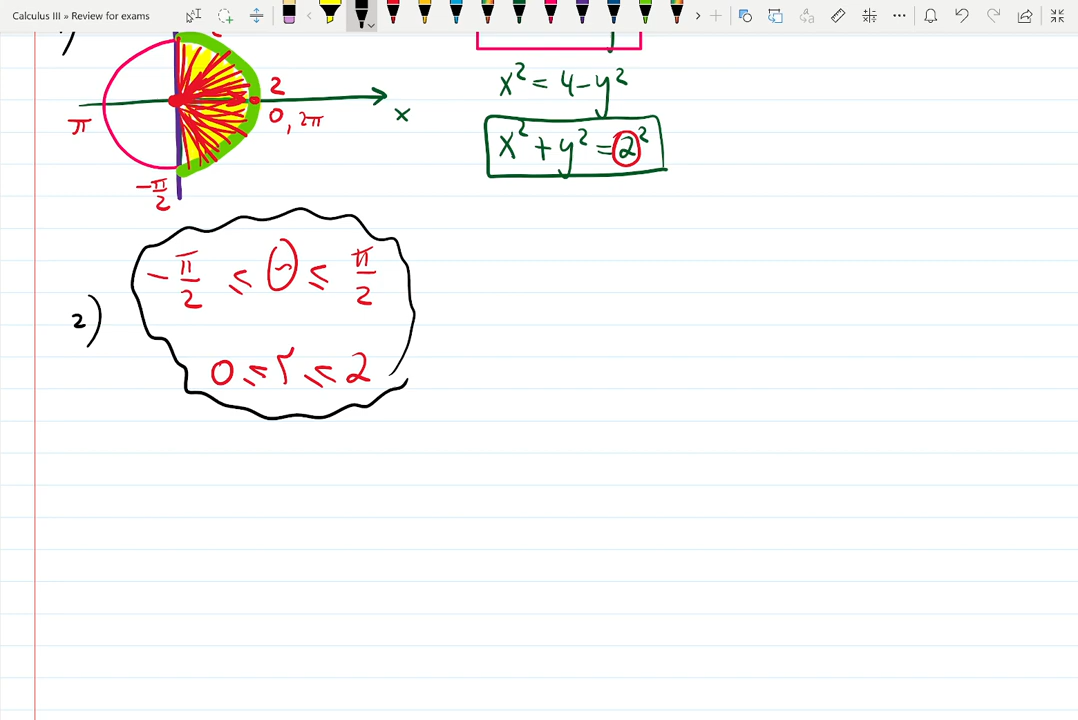 Calculus III » Review for exams
x² = 4-y²
2
π
0, 2π
x
x² + y² = 2²
-π/2
-π/2 ≤ θ ≤ π/2
2)
0 ≤ r ≤ 2